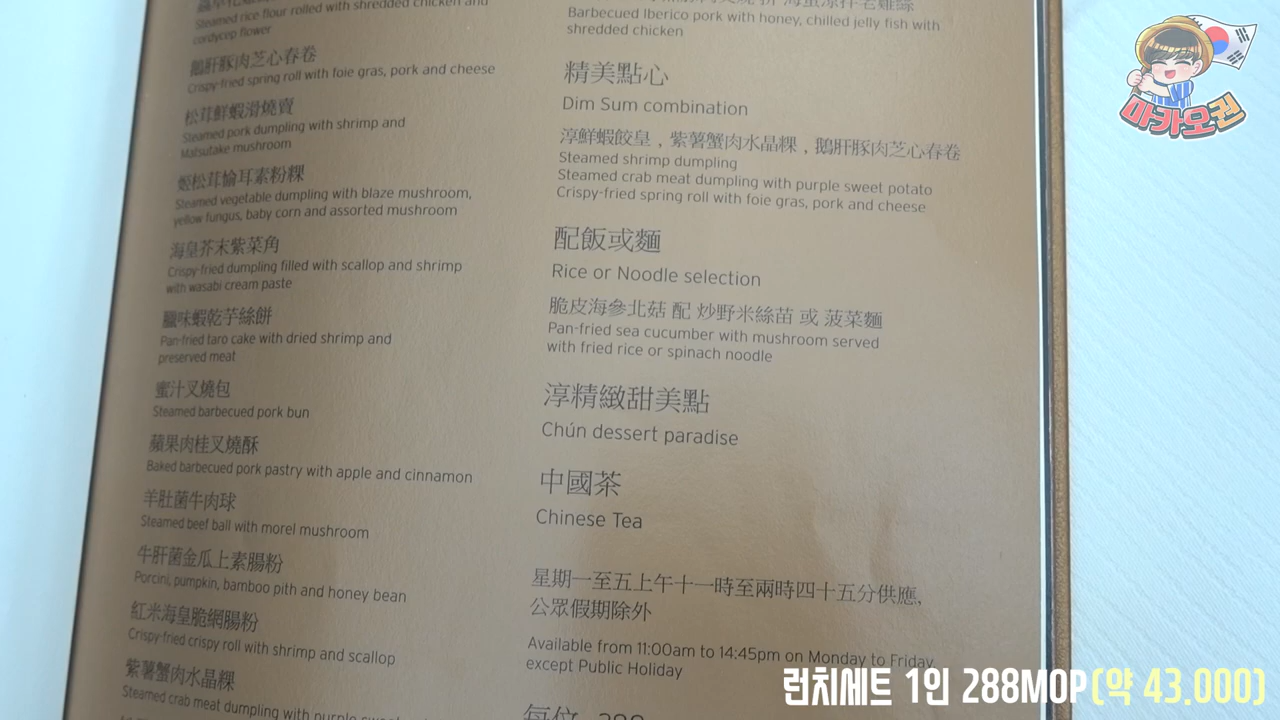 Steamed rice flour rolled with shredded chicken and
cordycep flower
鵝肝豚肉芝心春卷
Crispy-fried spring roll with foie gras, pork and cheese
松茸鮮蝦滑燒賣
Steamed pork dumpling with shrimp and
Matsutake mushroom
姬松茸愉耳素粉粿
Steamed vegetable dumpling with blaze mushroom,
yellow fungus, baby corn and assorted mushroom
海皇芥末紫菜角
Crispy-fried dumpling filled with scallop and shrimp
with wasabi cream paste
臘味蝦乾芋絲餅
Pan-fried taro cake with dried shrimp and
preserved meat
蜜汁叉燒包
Steamed barbecued pork bun
蘋果肉桂叉燒酥
Baked barbecued pork pastry with apple and cinnamon
羊肚菌牛肉球
Steamed beef ball with morel mushroom
牛肝菌金瓜上素腸粉
Porcini, pumpkin, bamboo pith and honey bean
紅米海皇脆網腸粉
Crispy-fried crispy roll with shrimp and scallop
紫薯蟹肉水晶粿
Steamed crab meat dumpling with purple sweet
Barbecued Iberico pork with honey, chilled jelly fish with
shredded chicken
精美點心
Dim Sum combination
淳鮮蝦餃皇，紫薯蟹肉水晶粿，鵝肝豚肉芝心春卷
Steamed shrimp dumpling
Steamed crab meat dumpling with purple sweet potato
Crispy-fried spring roll with foie gras, pork and cheese
配飯或麵
Rice or Noodle selection
脆皮海參北菇 配 炒野米絲苗 或 菠菜麵
Pan-fried sea cucumber with mushroom served
with fried rice or spinach noodle
淳精緻甜美點
Chún dessert paradise
中國茶
Chinese Tea
星期一至五上午十一時至兩時四十五分供應,
公眾假期除外
Available from 11:00am to 14:45pm on Monday to Friday,
except Public Holiday
每位
마카오권
런치세트 1인 288MOP(약 43.000)